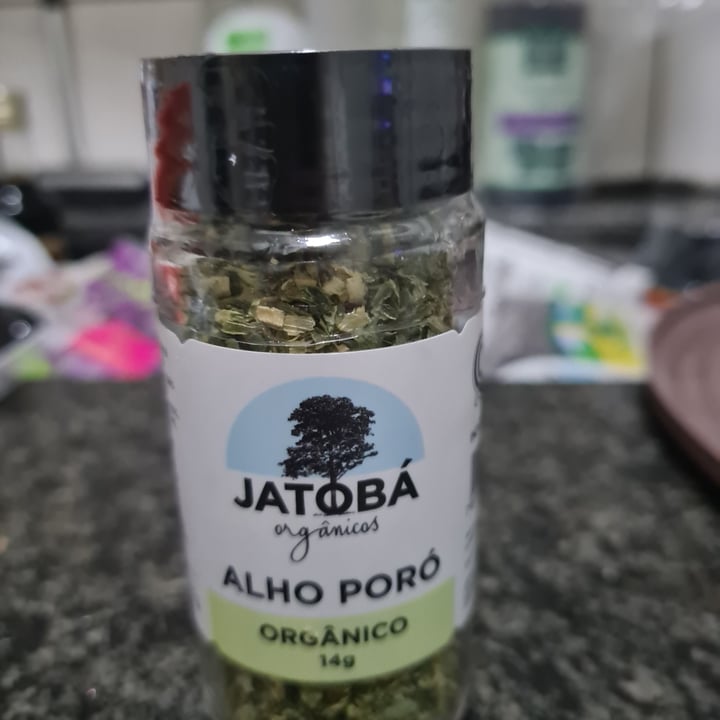 JATOBÁ
orgânicos
ALHO PORÓ
ORGÂNICO
14g